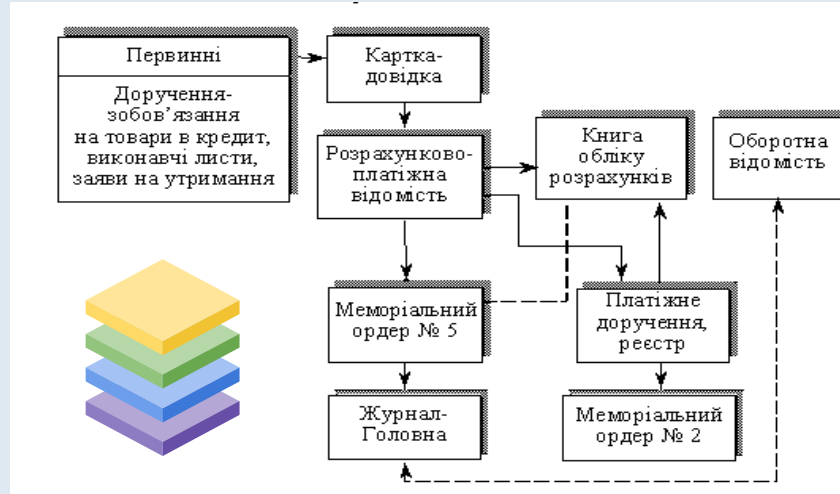 Первинні
Доручення-
зобов’язання
на товари в кредит,
виконавчі листи,
заяви на утримання
Картка-
довідка
Розрахунково-
платіжна
відомість
Книга
обліку
розрахунків
Оборотна
відомість
Меморіальний
ордер № 5
Платіжне
доручення,
реєстр
Журнал-
Головна
Меморіальний
ордер № 2